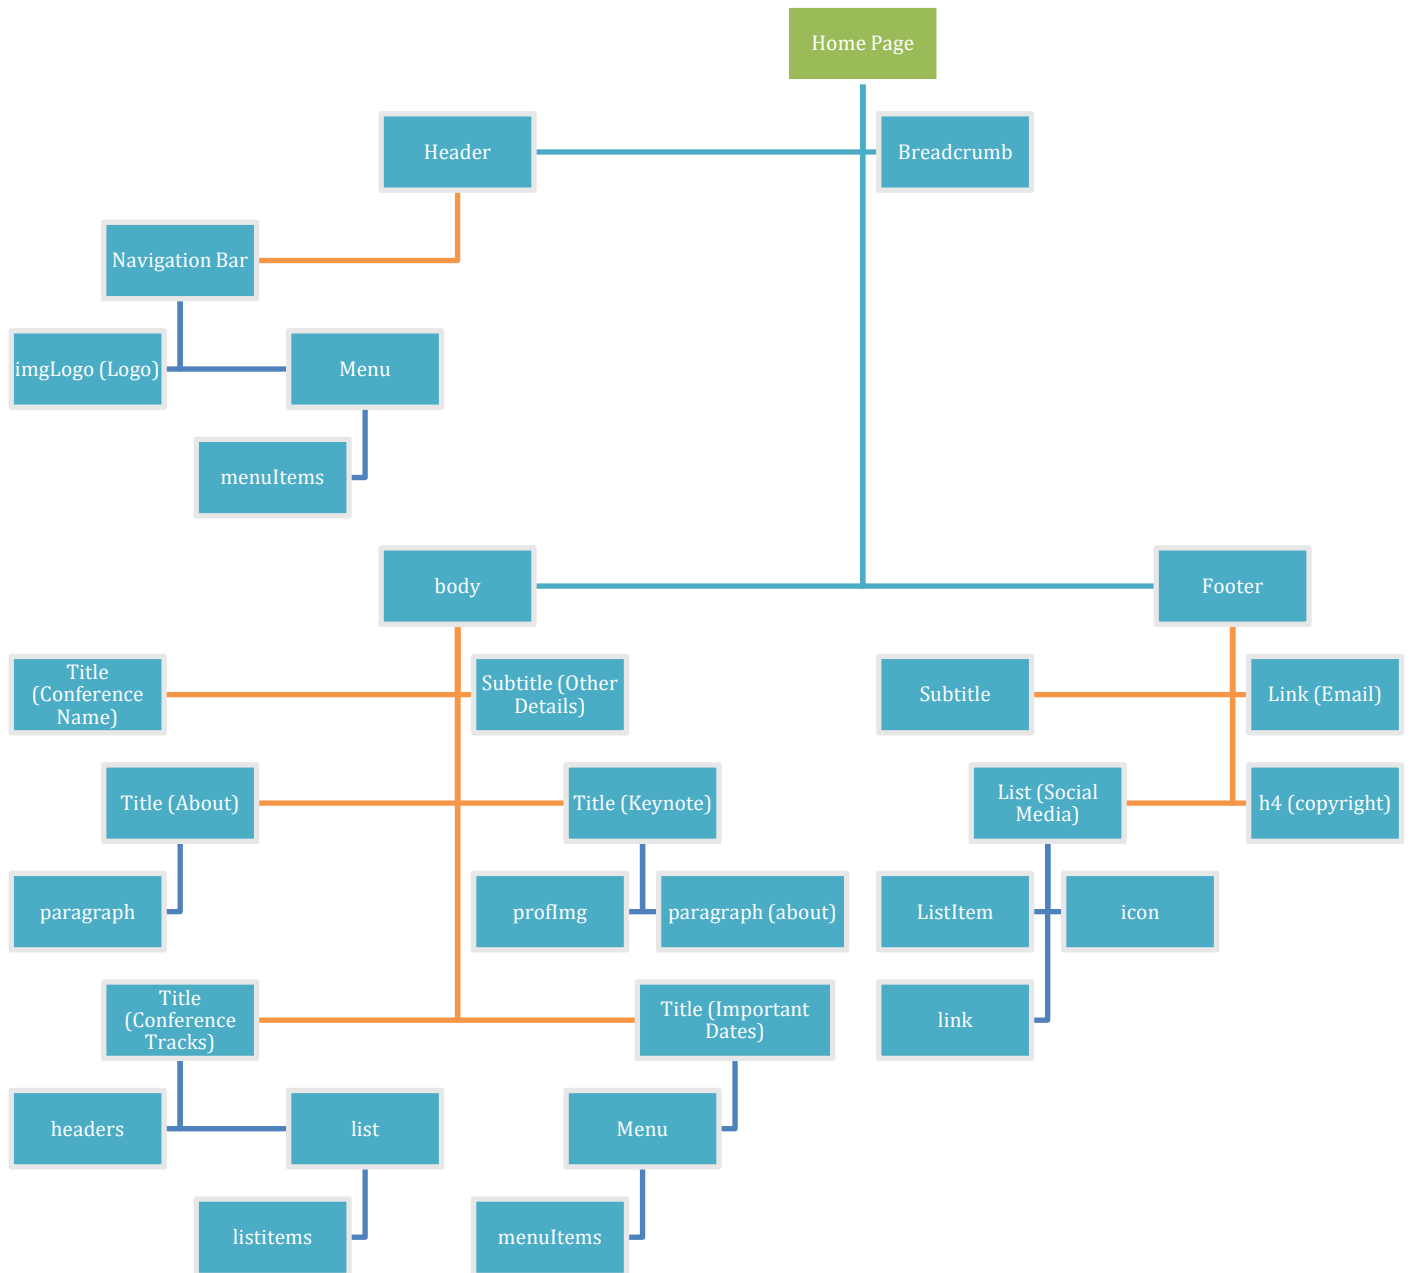 Home Page
Header
Breadcrumb
Navigation Bar
imgLogo (Logo)
Menu
menuItems
body
Footer
Title
(Conference
Name)
Subtitle (Other
Details)
Subtitle
Link (Email)
Title (About)
Title (Keynote)
List (Social
Media)
h4 (copyright)
paragraph
profImg
paragraph (about)
ListItem
icon
Title
(Conference
Tracks)
Title (Important
Dates)
link
headers
list
Menu
listitems
menuItems